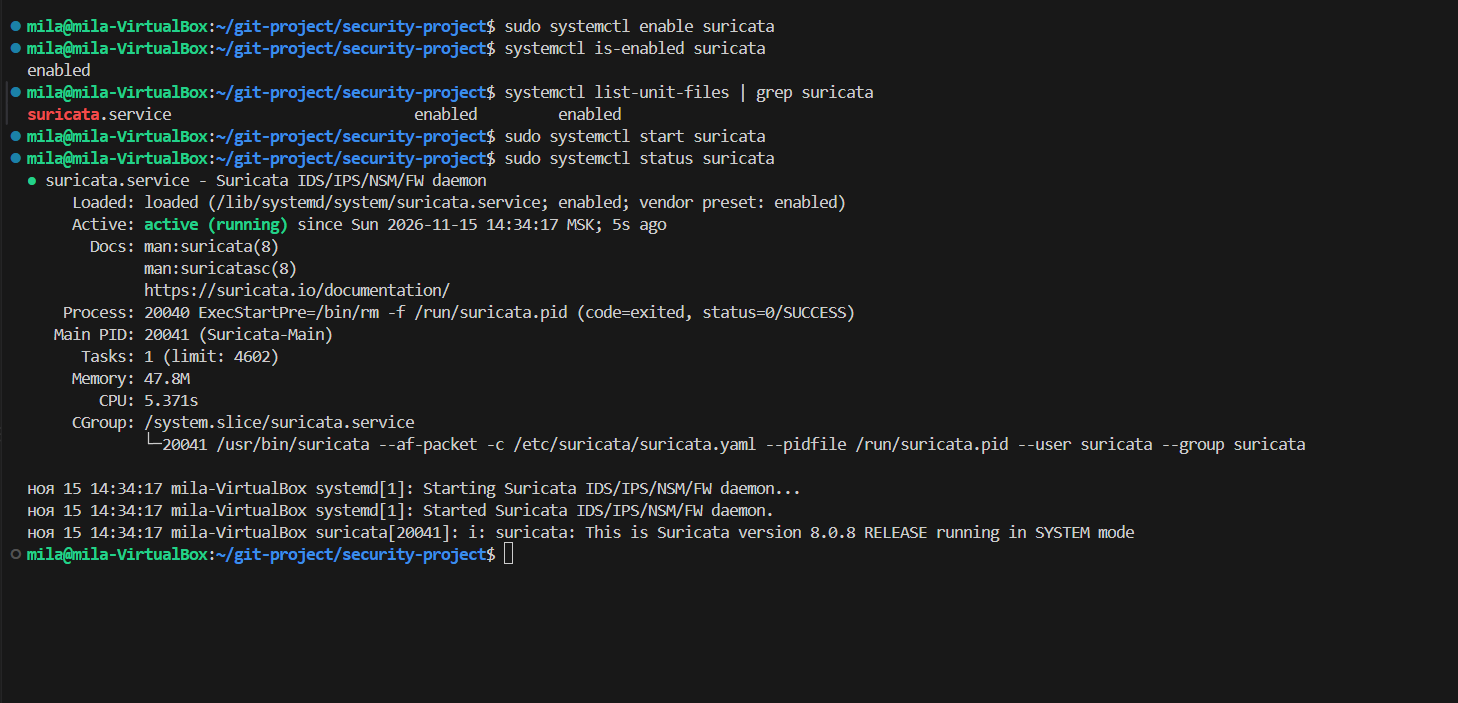 mila@mila-VirtualBox:~/git-project/security-project$ sudo systemctl enable suricata
mila@mila-VirtualBox:~/git-project/security-project$ systemctl is-enabled suricata
enabled
mila@mila-VirtualBox:~/git-project/security-project$ systemctl list-unit-files | grep suricata
suricata.service                           enabled         enabled
mila@mila-VirtualBox:~/git-project/security-project$ sudo systemctl start suricata
mila@mila-VirtualBox:~/git-project/security-project$ sudo systemctl status suricata
● suricata.service - Suricata IDS/IPS/NSM/FW daemon
     Loaded: loaded (/lib/systemd/system/suricata.service; enabled; vendor preset: enabled)
     Active: active (running) since Sun 2026-11-15 14:34:17 MSK; 5s ago
       Docs: man:suricata(8)
             man:suricatasc(8)
             https://suricata.io/documentation/
    Process: 20040 ExecStartPre=/bin/rm -f /run/suricata.pid (code=exited, status=0/SUCCESS)
   Main PID: 20041 (Suricata-Main)
      Tasks: 1 (limit: 4602)
     Memory: 47.8M
        CPU: 5.371s
     CGroup: /system.slice/suricata.service
             └─20041 /usr/bin/suricata --af-packet -c /etc/suricata/suricata.yaml --pidfile /run/suricata.pid --user suricata --group suricata
ноя 15 14:34:17 mila-VirtualBox systemd[1]: Starting Suricata IDS/IPS/NSM/FW daemon...
ноя 15 14:34:17 mila-VirtualBox systemd[1]: Started Suricata IDS/IPS/NSM/FW daemon.
ноя 15 14:34:17 mila-VirtualBox suricata[20041]: i: suricata: This is Suricata version 8.0.8 RELEASE running in SYSTEM mode
mila@mila-VirtualBox:~/git-project/security-project$